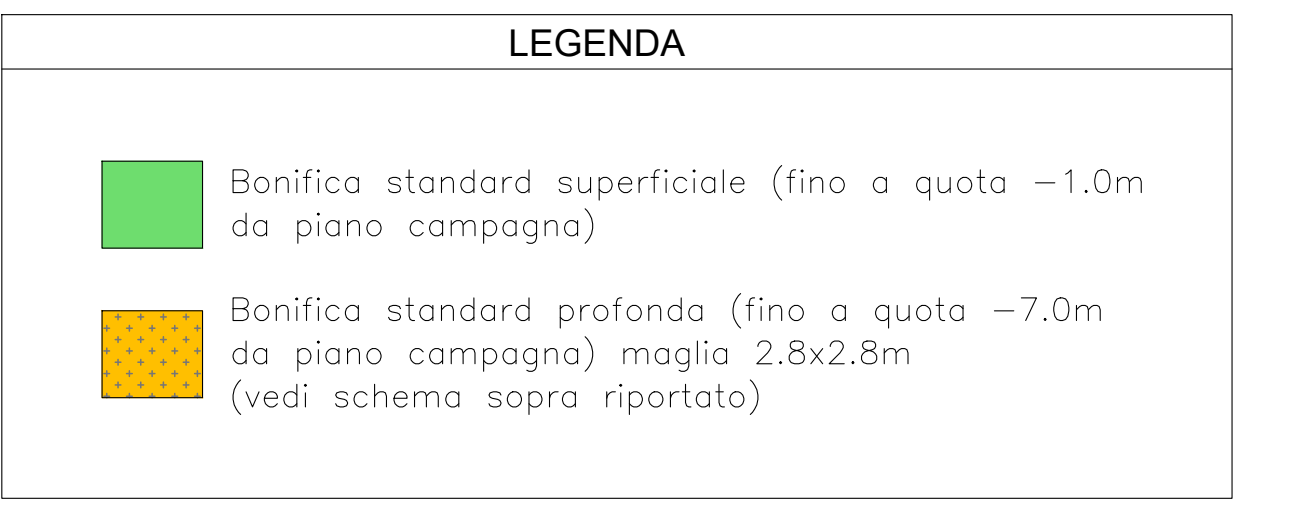 LEGENDA
Bonifica standard superficiale (fino a quota −1.0m
da piano campagna)
Bonifica standard profonda (fino a quota −7.0m
da piano campagna) maglia 2.8x2.8m
(vedi schema sopra riportato)